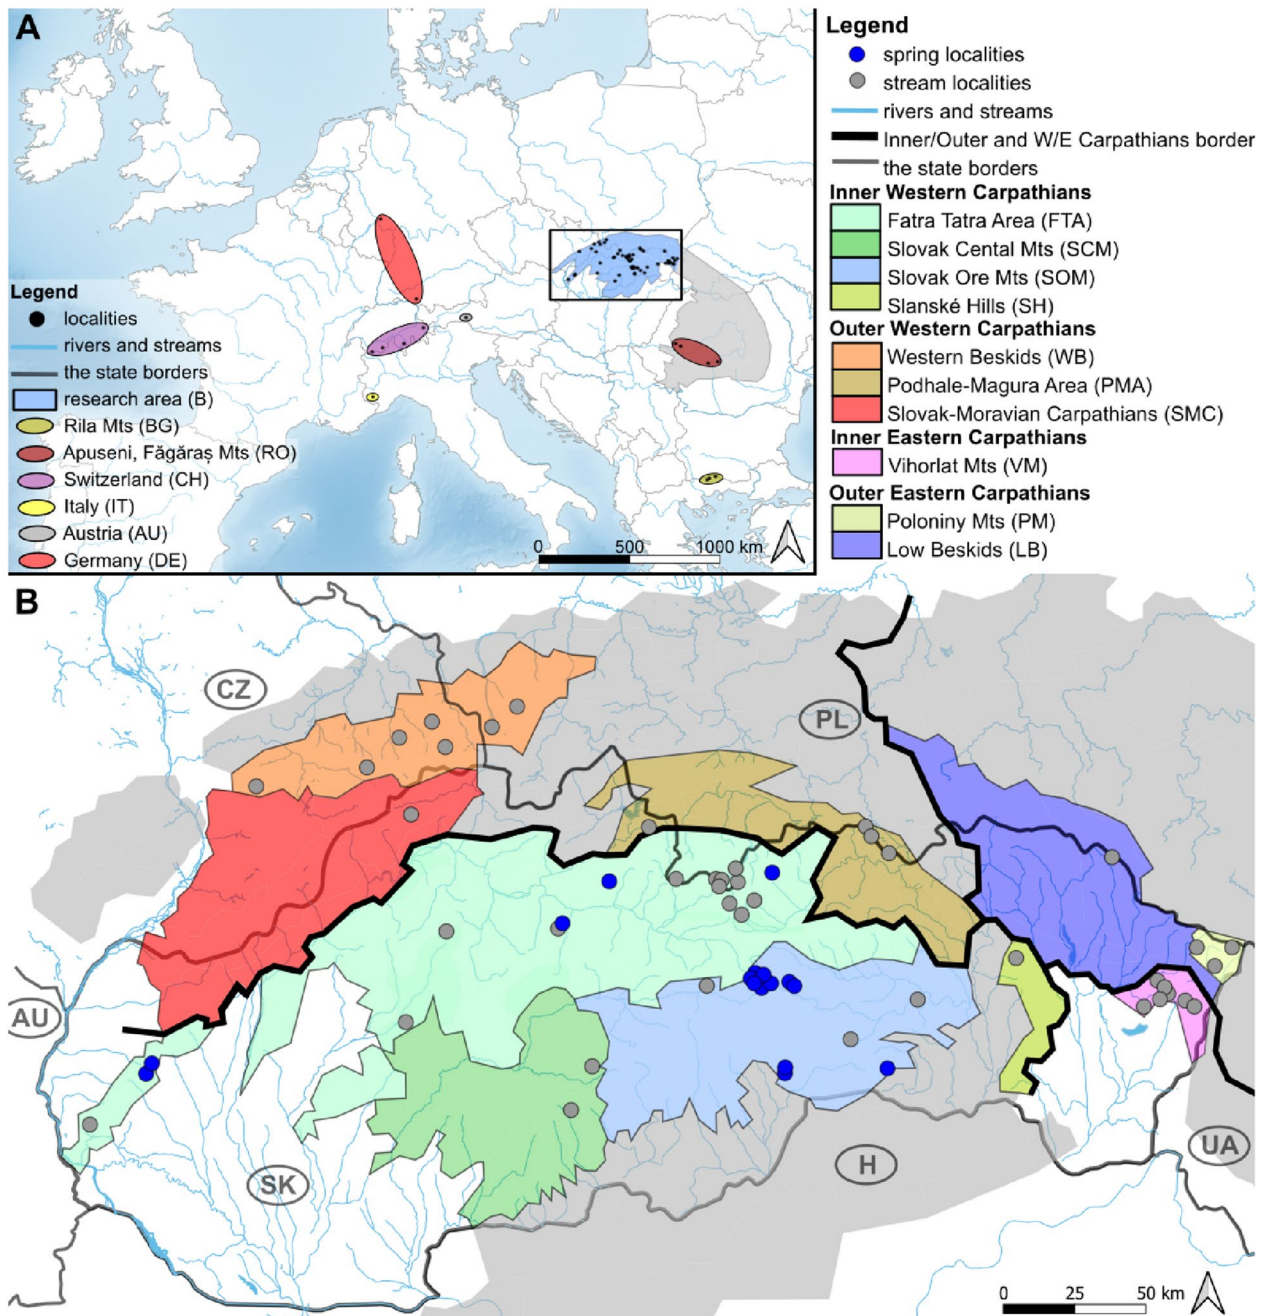 A
Legend
localities
rivers and streams
the state borders
research area (B)
Rila Mts (BG)
Apuseni, Făgăraș Mts (RO)
Switzerland (CH)
Italy (IT)
Austria (AU)
Germany (DE)
0 500 1000 km
Legend
spring localities
stream localities
rivers and streams
Inner/Outer and W/E Carpathians border
the state borders
Inner Western Carpathians
Fatra Tatra Area (FTA)
Slovak Cental Mts (SCM)
Slovak Ore Mts (SOM)
Slanské Hills (SH)
Outer Western Carpathians
Western Beskids (WB)
Podhale-Magura Area (PMA)
Slovak-Moravian Carpathians (SMC)
Inner Eastern Carpathians
Vihorlat Mts (VM)
Outer Eastern Carpathians
Poloniny Mts (PM)
Low Beskids (LB)
B
CZ
PL
AU
SK
H
UA
0 25 50 km